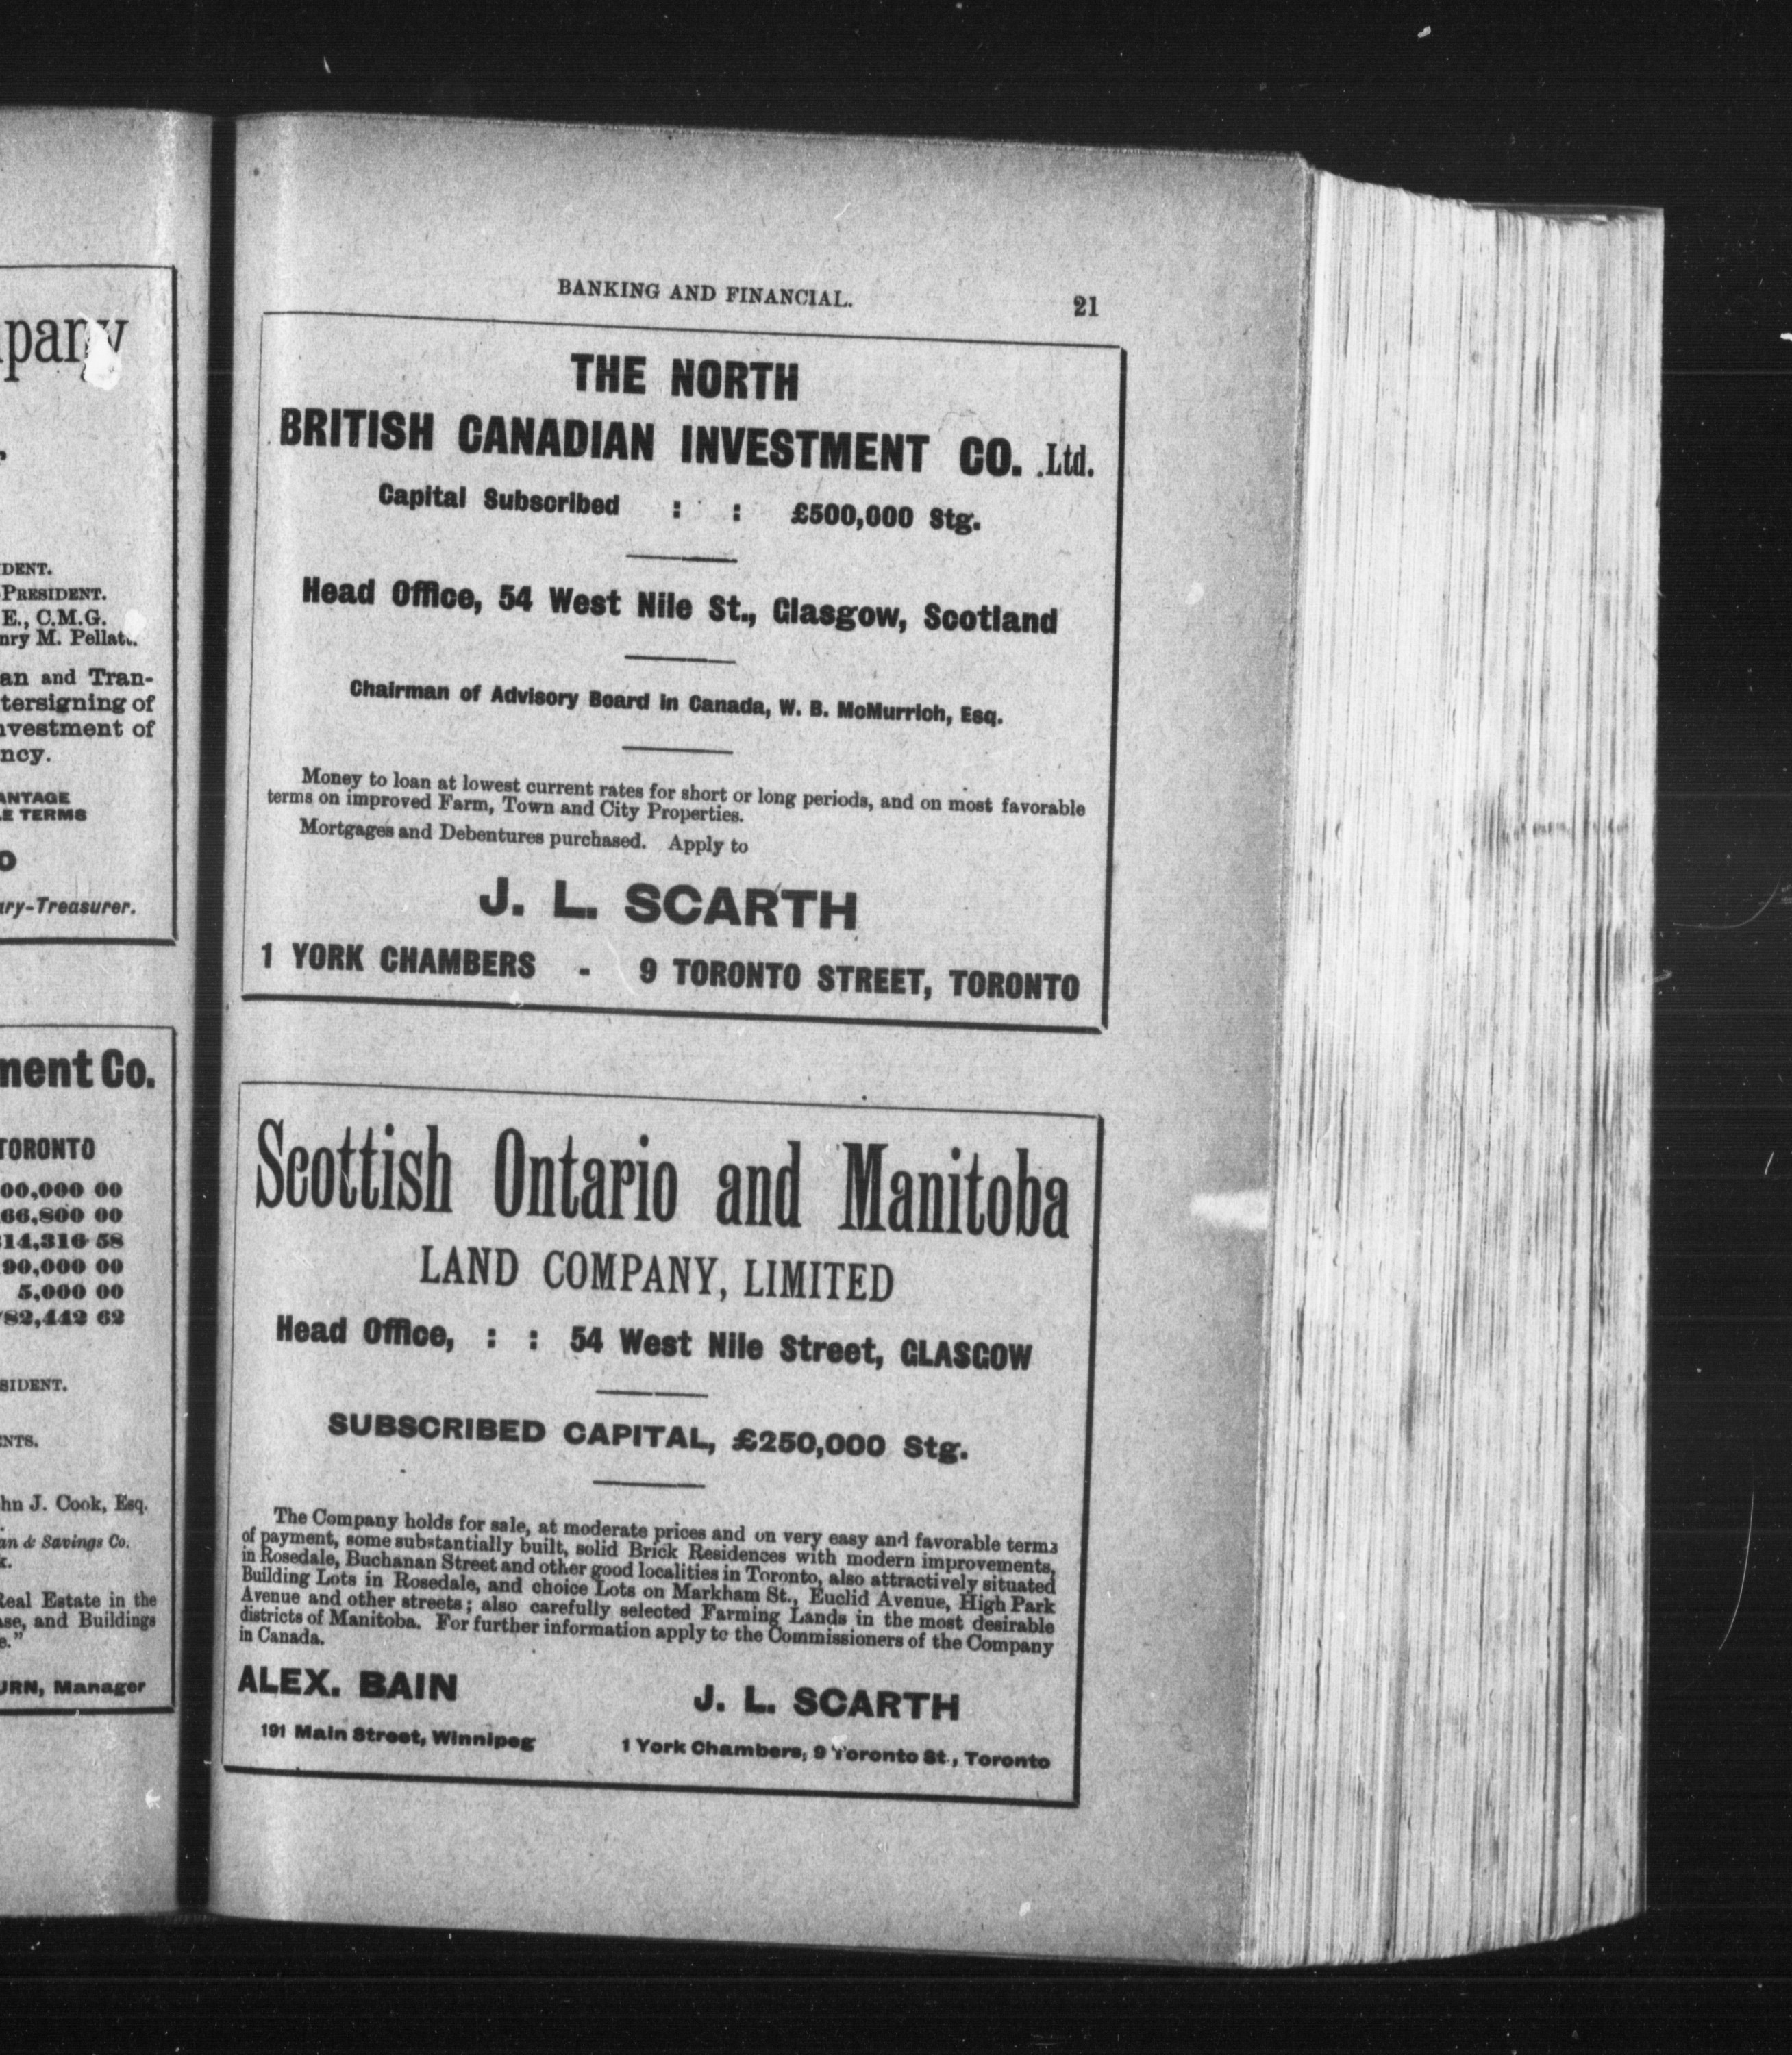 pany
DENT.
PRESIDENT.
E., C.M.G.
nry M. Pellatt.
an and Tran-
tersigning of
nvestment of
ncy.
ANTAGE
E TERMS
O
ary-Treasurer.
ment Co.
TORONTO
00,000 00
66,800 00
314,316 58
90,000 00
5,000 00
782,442 62
SIDENT.
ENTS.
hn J. Cook, Esq.
an & Savings Co.
k.
Real Estate in the
ase, and Buildings
e."
URN, Manager
BANKING AND FINANCIAL. 21
THE NORTH
BRITISH CANADIAN INVESTMENT CO. Ltd.
Capital Subscribed : : £500,000 Stg.
Head Office, 54 West Nile St., Glasgow, Scotland
Chairman of Advisory Board in Canada, W. B. McMurrich, Esq.
Money to loan at lowest current rates for short or long periods, and on most favorable
terms on improved Farm, Town and City Properties.
Mortgages and Debentures purchased. Apply to
J. L. SCARTH
1 YORK CHAMBERS - 9 TORONTO STREET, TORONTO
Scottish Ontario and Manitoba
LAND COMPANY, LIMITED
Head Office, : : 54 West Nile Street, GLASGOW
SUBSCRIBED CAPITAL, £250,000 Stg.
The Company holds for sale, at moderate prices and on very easy and favorable terms
of payment, some substantially built, solid Brick Residences with modern improvements,
in Rosedale, Buchanan Street and other good localities in Toronto, also attractively situated
Building Lots in Rosedale, and choice Lots on Markham St., Euclid Avenue, High Park
Avenue and other streets; also carefully selected Farming Lands in the most desirable
districts of Manitoba. For further information apply to the Commissioners of the Company
in Canada.
ALEX. BAIN
191 Main Street, Winnipeg
J. L. SCARTH
1 York Chambers, 9 Toronto St., Toronto